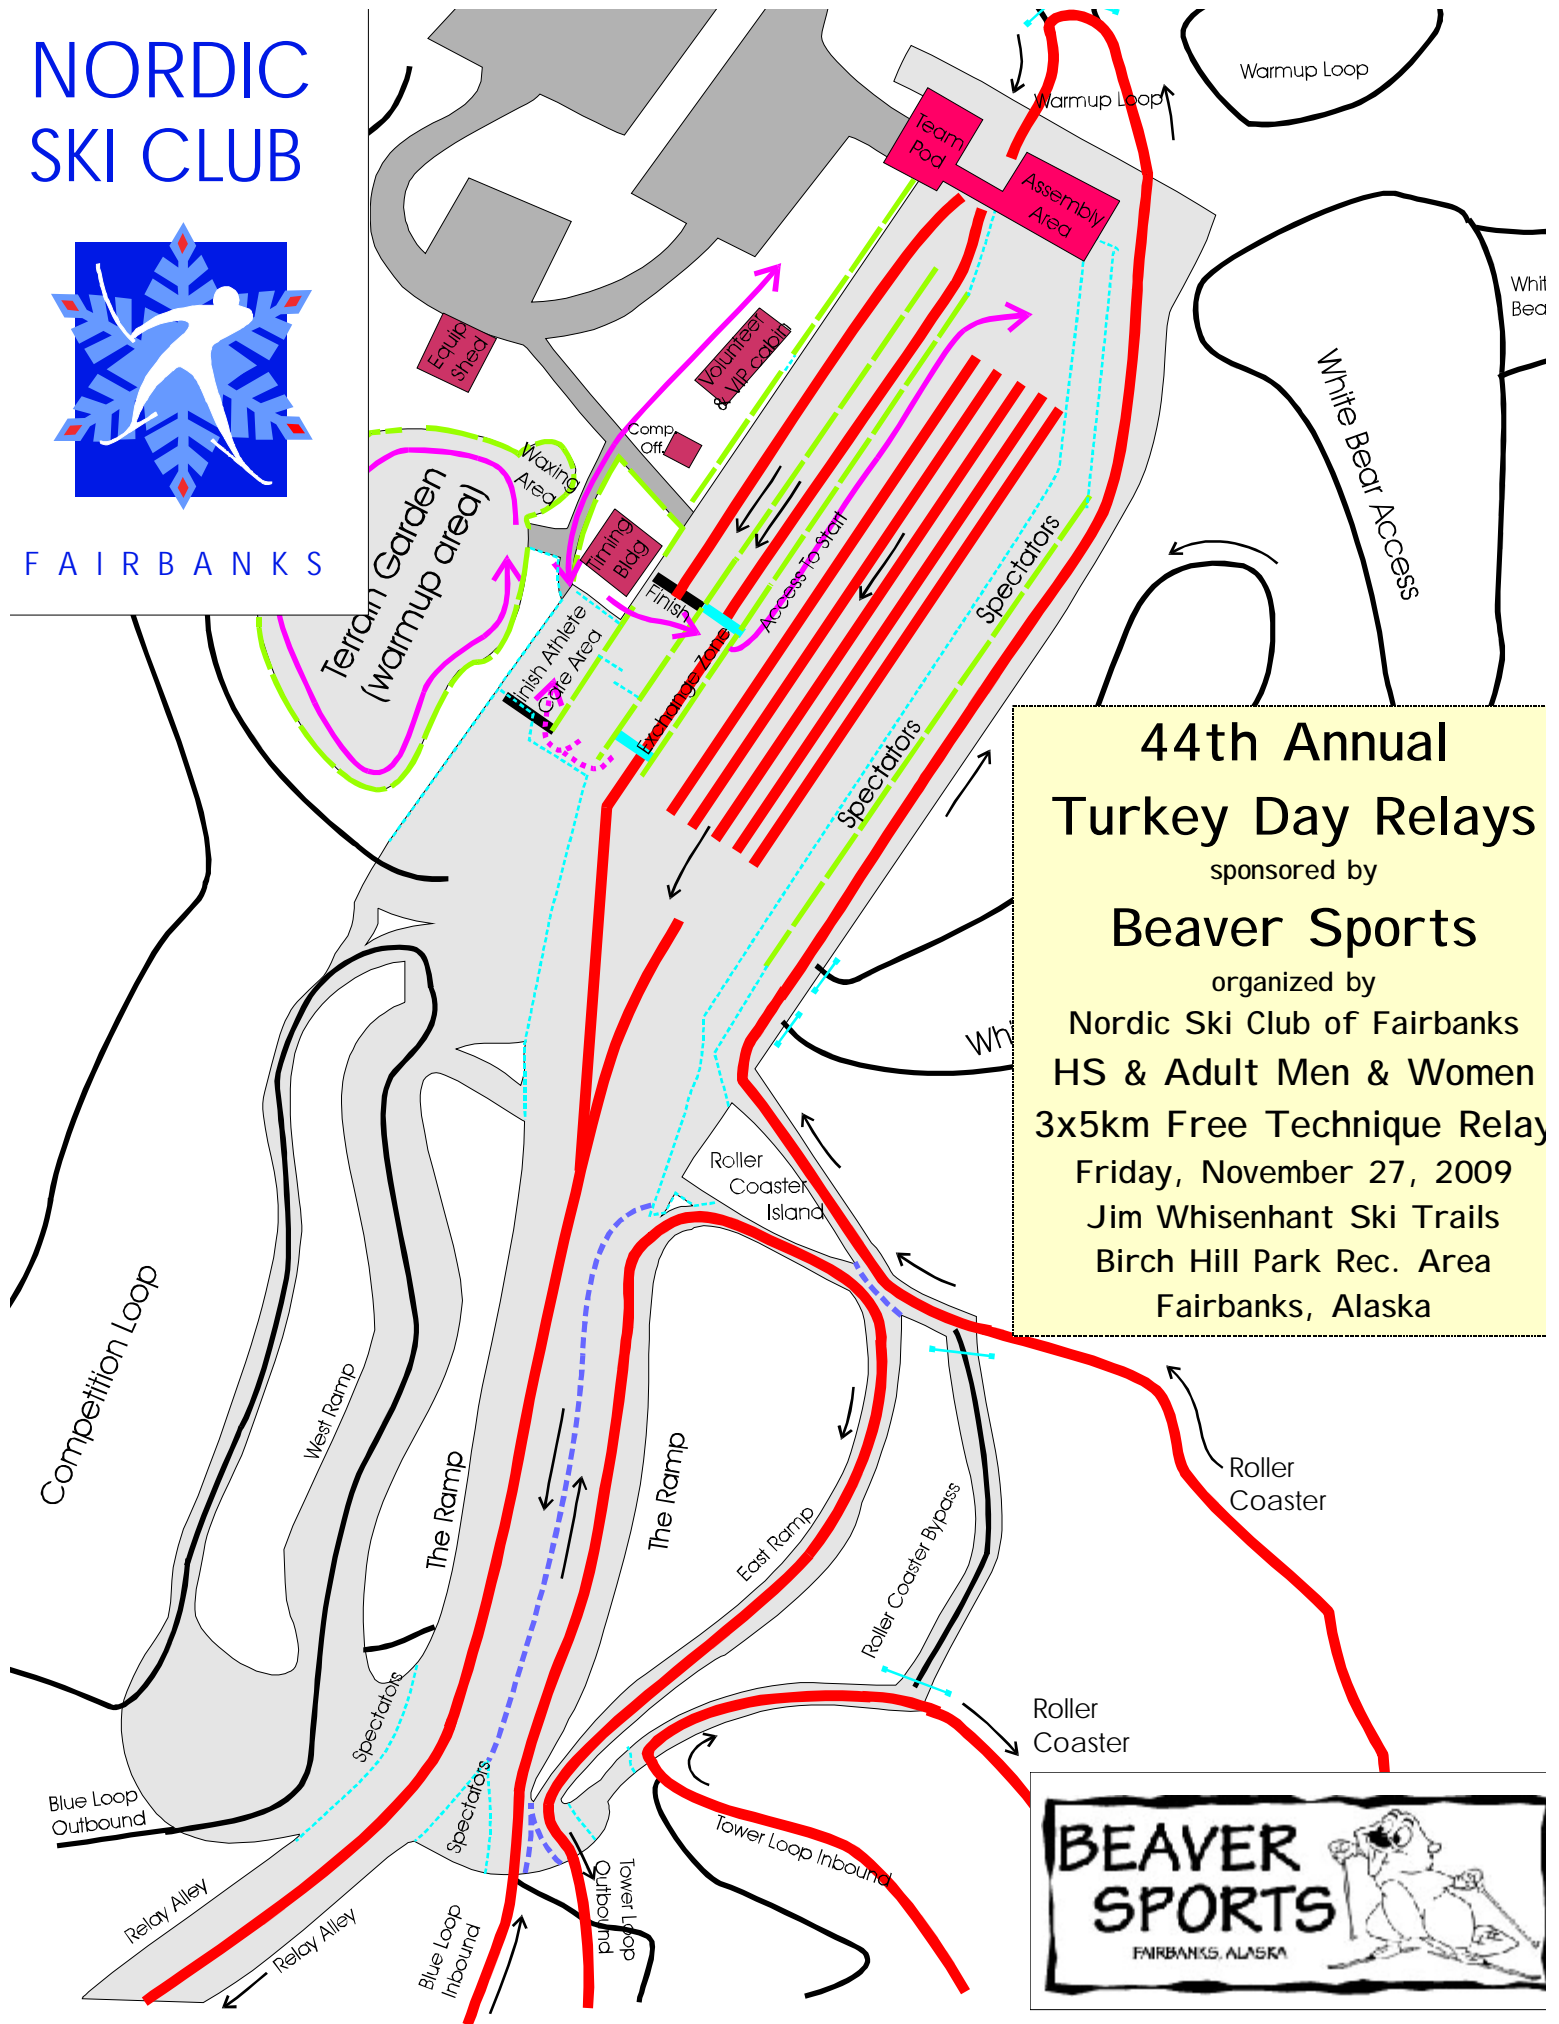 NORDIC
SKI CLUB
FAIRBANKS
Warmup Loop
Warmup Loop
Team
Pod
Assembly
Area
White Bear Access
Equip
Shed
Volunteer
& VIP cabin
Comp
Off.
Waxing
Area
Terrain Garden
(warmup area)
Timing
Bldg
Finish
Access To Start
Spectators
Finish Athlete
Care Area
Exchange Zone
Spectators
44th Annual
Turkey Day Relays
sponsored by
Beaver Sports
organized by
Nordic Ski Club of Fairbanks
HS & Adult Men & Women
3x5km Free Technique Relay
Friday, November 27, 2009
Jim Whisenhant Ski Trails
Birch Hill Park Rec. Area
Fairbanks, Alaska
Roller
Coaster
Island
Competition Loop
West Ramp
The Ramp
The Ramp
East Ramp
Roller Coaster Bypass
Roller
Coaster
Roller
Coaster
Spectators
Spectators
Blue Loop
Outbound
Relay Alley
Relay Alley
Blue Loop
Inbound
Tower Loop
Outbound
Tower Loop Inbound
BEAVER
SPORTS
FAIRBANKS, ALASKA